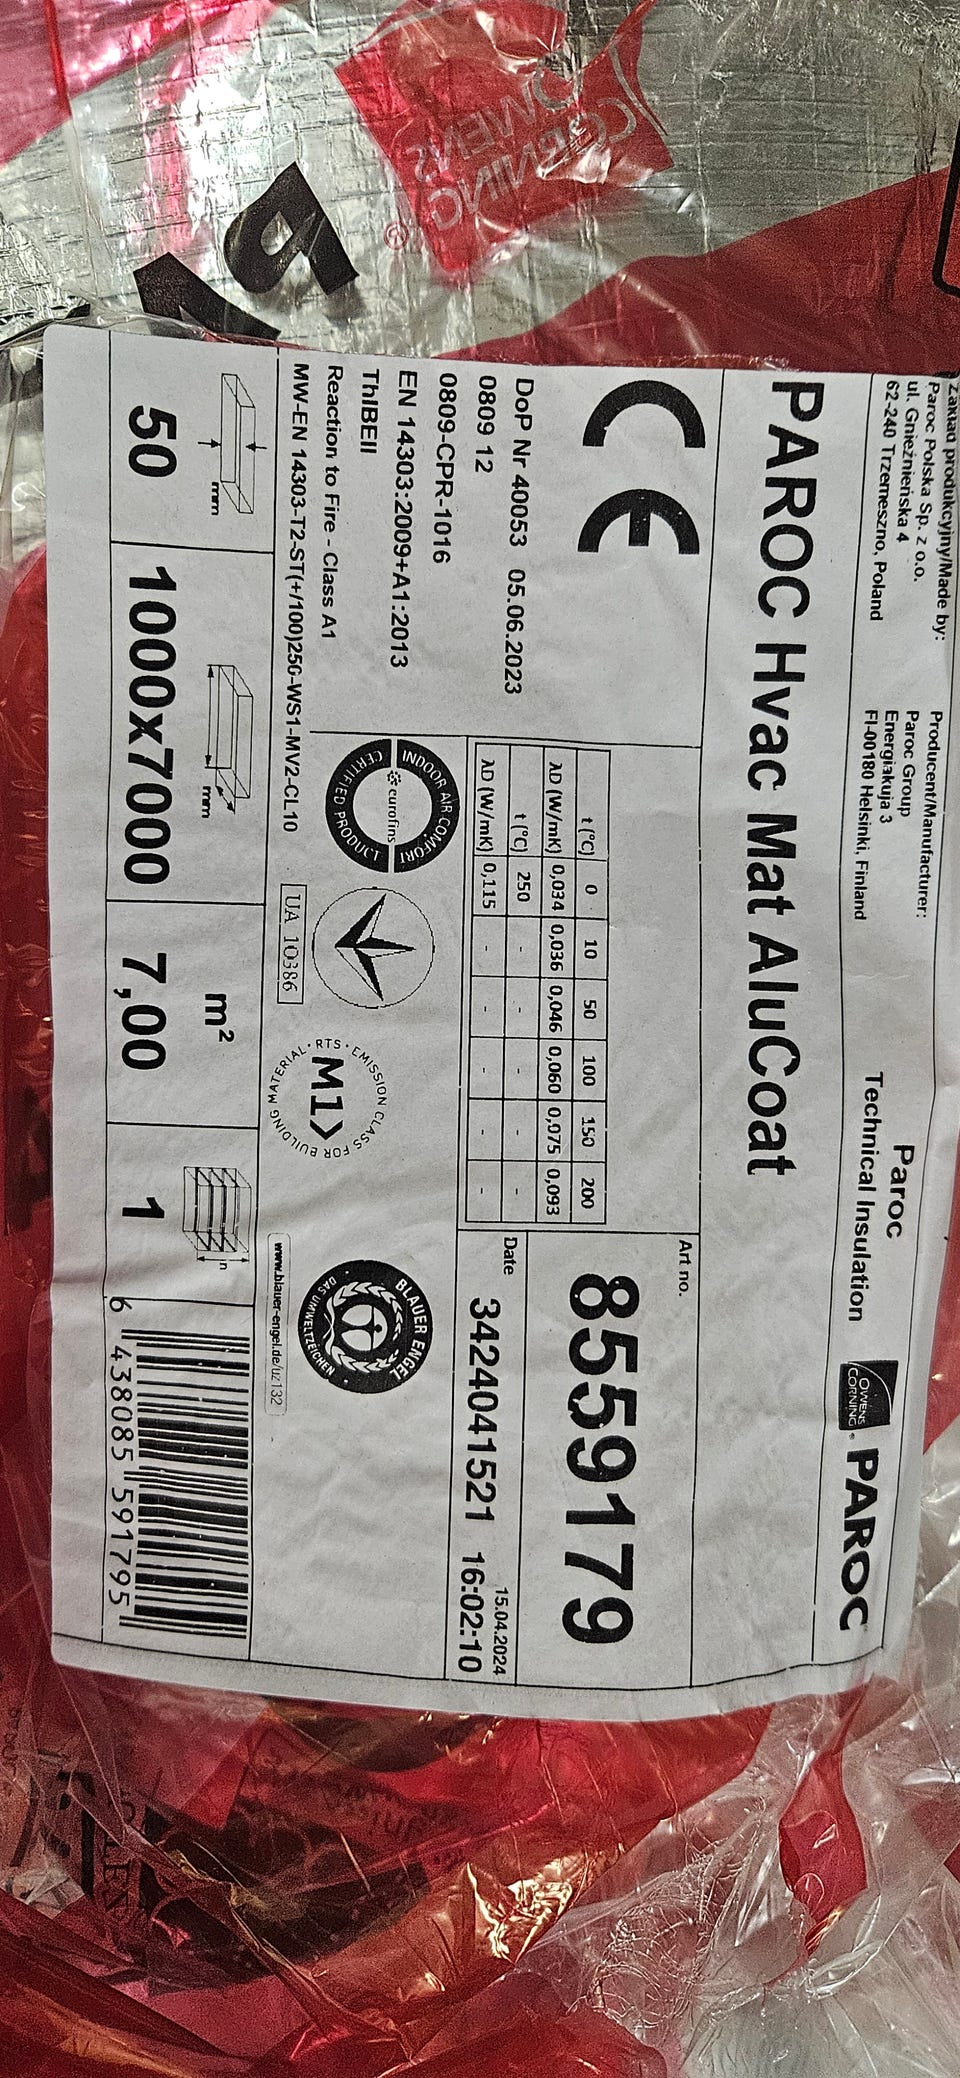 OWENS
CORNING
PA
Zakład produkcyjny/Made by:
Paroc Polska Sp. z o.o.
ul. Gnieźnieńska 4
62-240 Trzemeszno, Poland
Producent/Manufacturer:
Paroc Group
Energiakuja 3
FI-00180 Helsinki, Finland
Paroc
Technical Insulation
OWENS
CORNING
® PAROC
PAROC Hvac Mat AluCoat
CE
DoP Nr 40053 05.06.2023
0809 12
0809-CPR-1016
EN 14303:2009+A1:2013
ThIBEII
Reaction to Fire - Class A1
MW-EN 14303-T2-ST(+/100)250-WS1-MV2-CL10
t (°C) 0 10 50 100 150 200
λD (W/mK) 0,034 0,036 0,046 0,060 0,075 0,093
t (°C) 250 - - - - -
λD (W/mK) 0,115 - - - - -
Art no.
8559179
Date
15.04.2024
3424041521 16:02:10
INDOOR AIR COMFORT
eurofins
CERTIFIED PRODUCT
UA 10386
M1
RTS · EMISSION CLASS FOR BUILDING MATERIAL ·
BLAUER ENGEL
DAS UMWELTZEICHEN
www.blauer-engel.de/uz132
mm
50
mm
1000x7000
m²
7,00
n
1
6 438085 591795